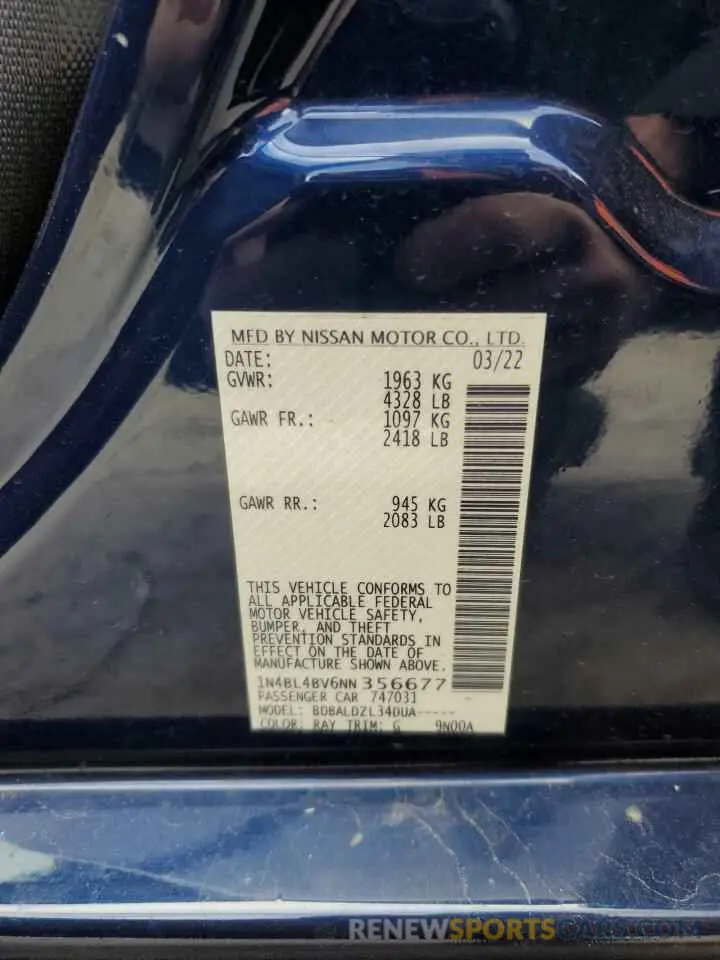 MFD BY NISSAN MOTOR CO., LTD.
DATE: 03/22
GVWR: 1963 KG
4328 LB
GAWR FR.: 1097 KG
2418 LB
GAWR RR.: 945 KG
2083 LB
THIS VEHICLE CONFORMS TO
ALL APPLICABLE FEDERAL
MOTOR VEHICLE SAFETY,
BUMPER, AND THEFT
PREVENTION STANDARDS IN
EFFECT ON THE DATE OF
MANUFACTURE SHOWN ABOVE.
1N4BL4BV6NN356677
PASSENGER CAR 747031
MODEL: BDBALDZL34DUA-----
COLOR: RAY TRIM: G 9N00A
RENEWSPORTSCARS.COM